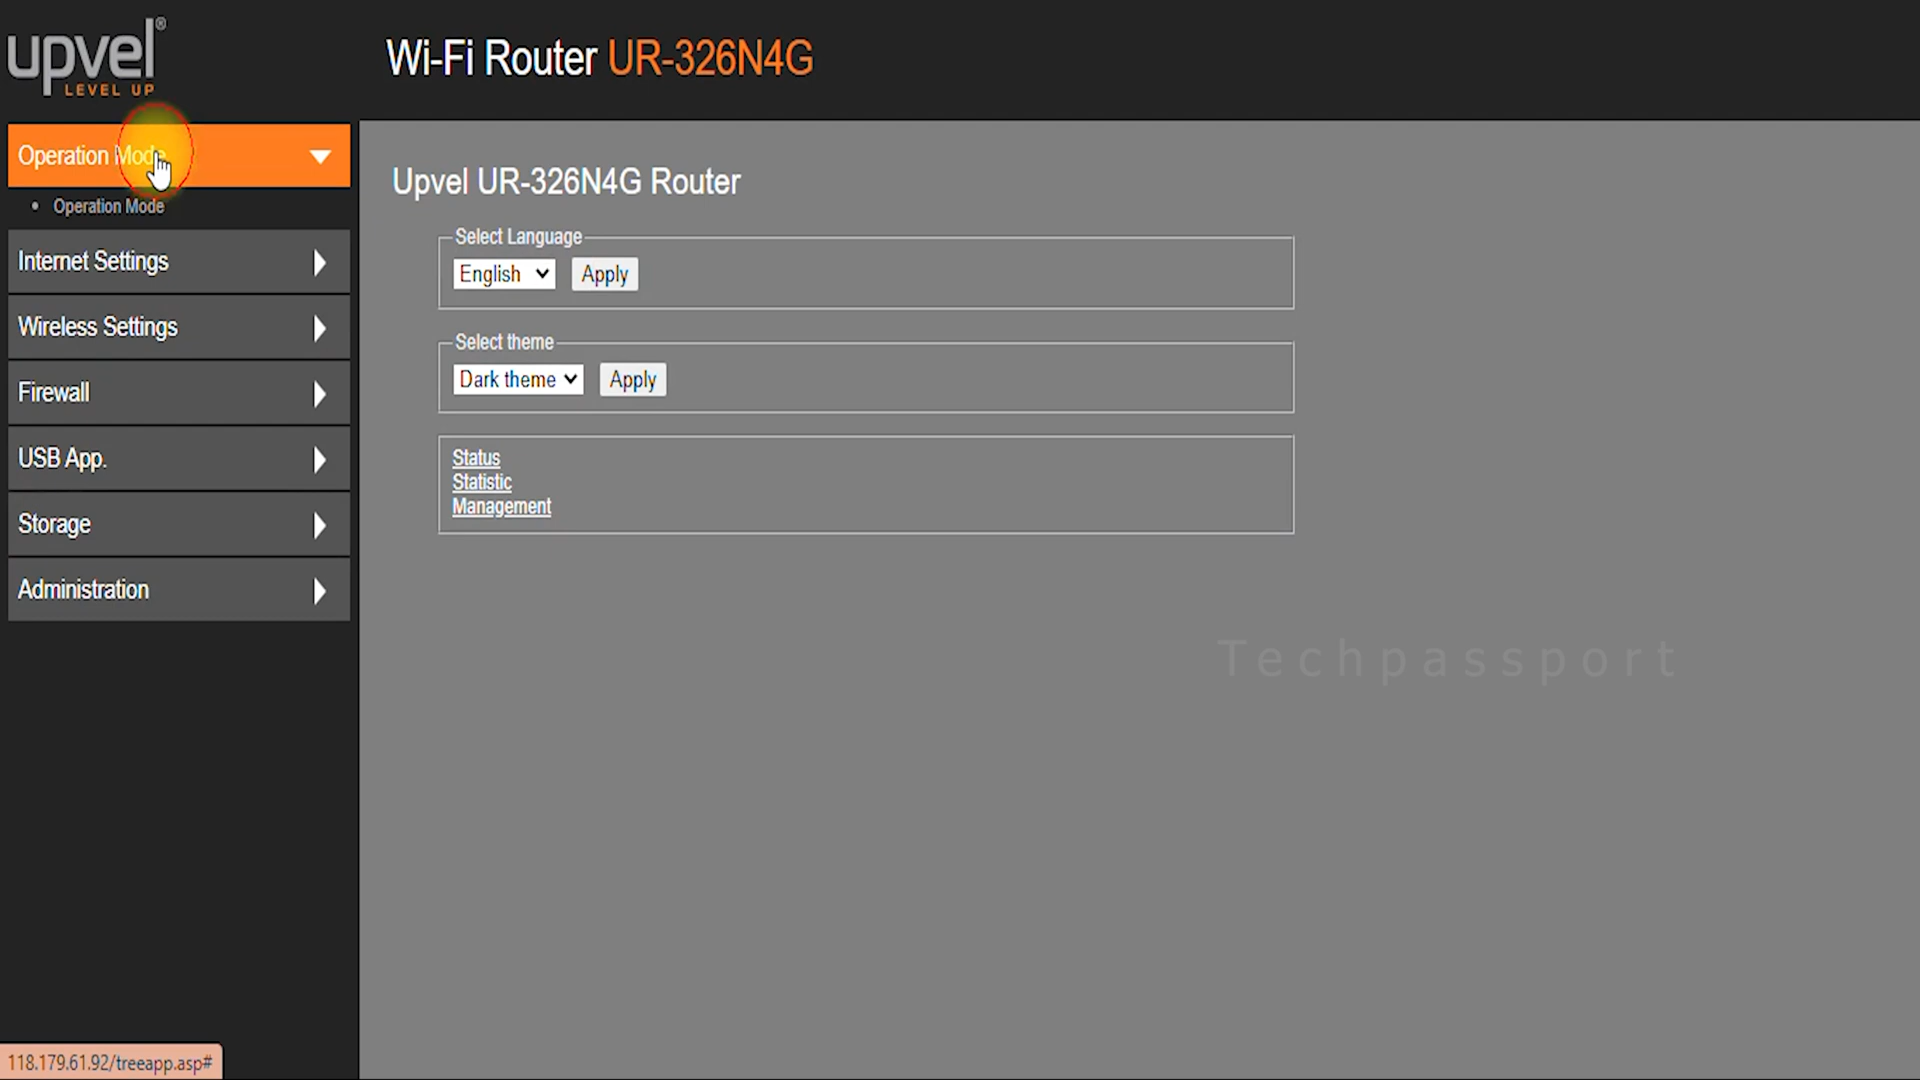 upvel®
LEVEL UP
Wi-Fi Router UR-326N4G
Operation Mode
• Operation Mode
Internet Settings
Wireless Settings
Firewall
USB App.
Storage
Administration
Upvel UR-326N4G Router
Select Language
English Apply
Select theme
Dark theme Apply
Status
Statistic
Management
Techpassport
118.179.61.92/treeapp.asp#